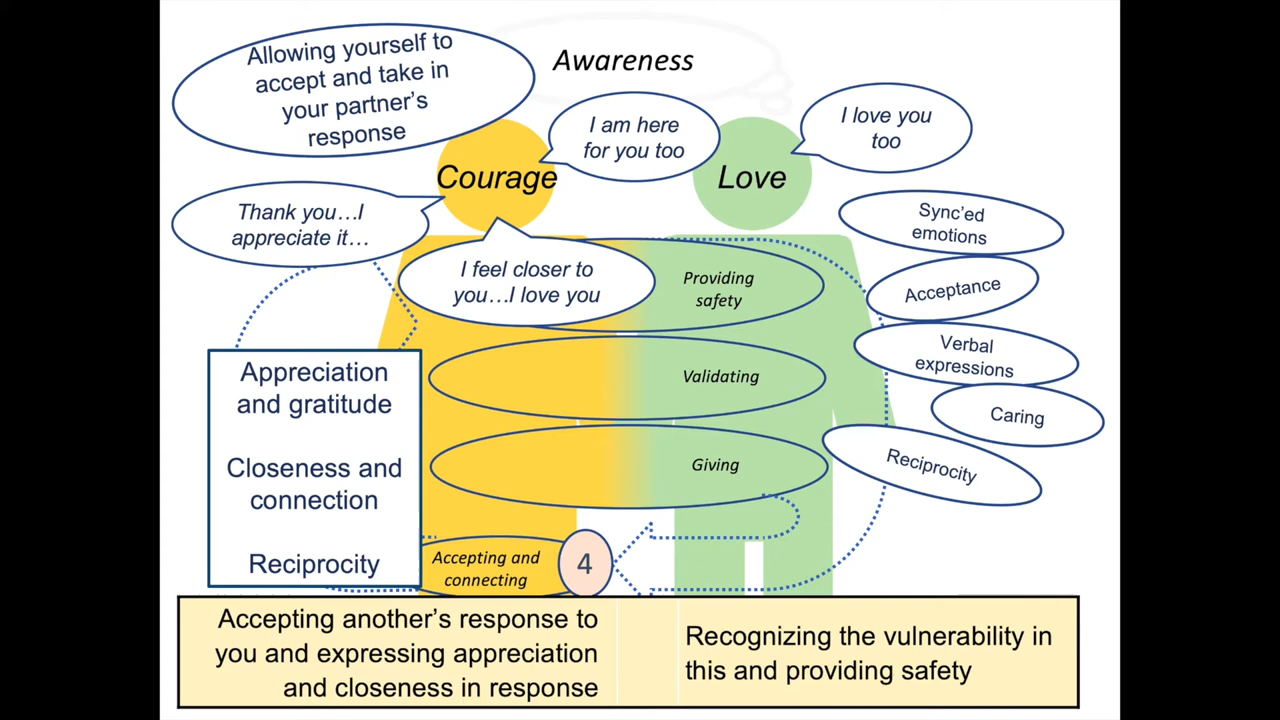 Allowing yourself to
accept and take in
your partner’s
response
Awareness
I am here
for you too
I love you
too
Courage
Love
Thank you…I
appreciate it…
Sync’ed
emotions
I feel closer to
you…I love you
Providing
safety
Acceptance
Verbal
expressions
Appreciation
and gratitude
Validating
Caring
Closeness and
connection
Giving
Reciprocity
Reciprocity
Accepting and
connecting
4
Accepting another’s response to
you and expressing appreciation
and closeness in response
Recognizing the vulnerability in
this and providing safety